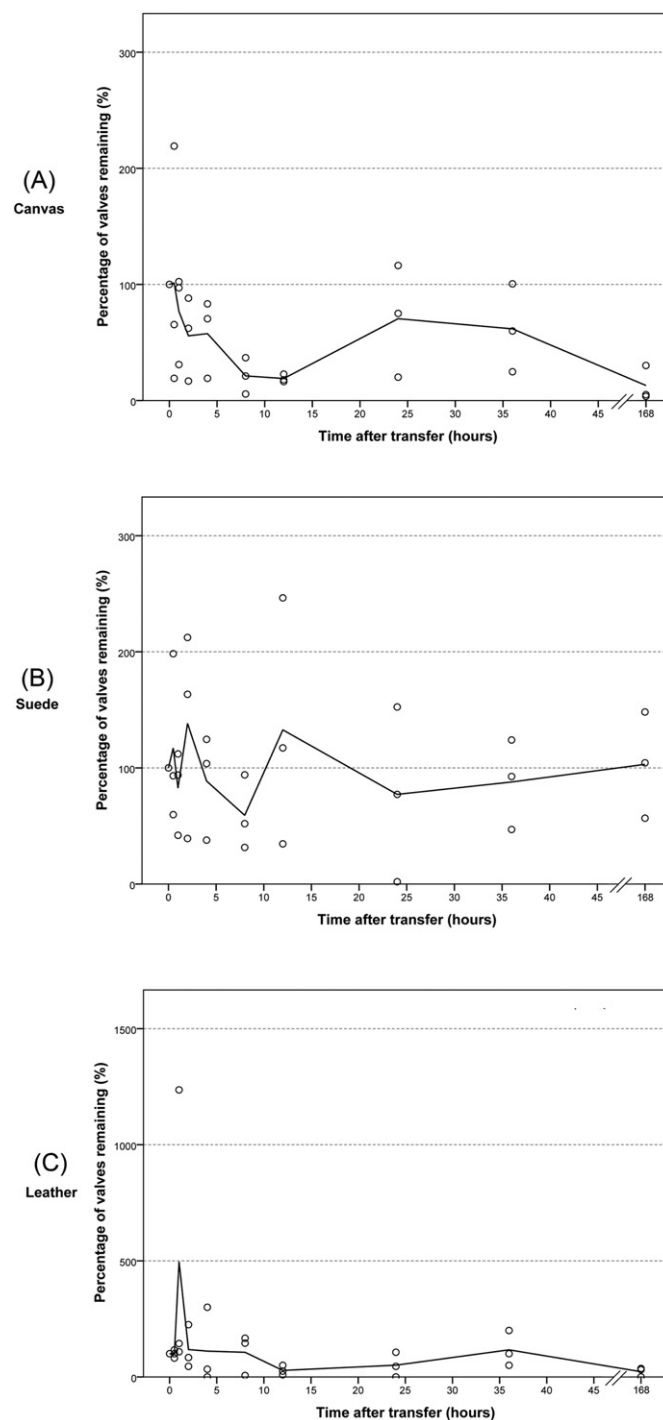 (A)
Canvas
Percentage of valves remaining (%)
300
200
100
0
0 5 10 15 20 25 30 35 40 45 168
Time after transfer (hours)
(B)
Suede
Percentage of valves remaining (%)
300
200
100
0
0 5 10 15 20 25 30 35 40 45 168
Time after transfer (hours)
(C)
Leather
Percentage of valves remaining (%)
1500
1000
500
0
0 5 10 15 20 25 30 35 40 45 168
Time after transfer (hours)